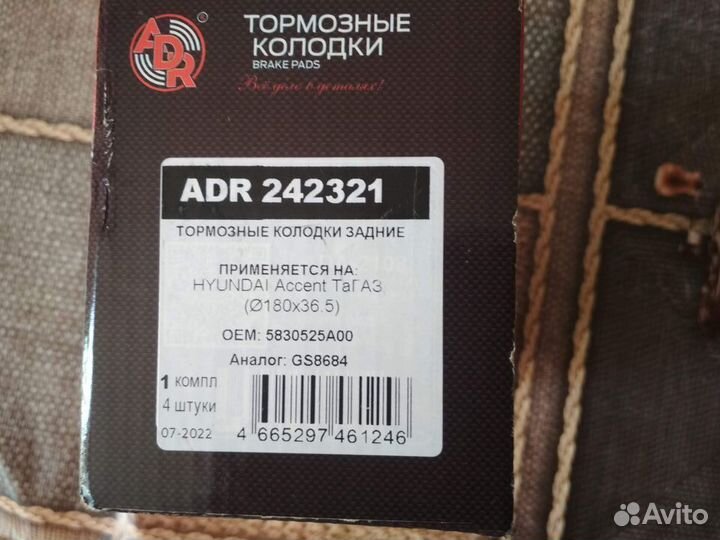 ADR
ТОРМОЗНЫЕ
КОЛОДКИ
BRAKE PADS
Всё дело в деталях!
ADR 242321
ТОРМОЗНЫЕ КОЛОДКИ ЗАДНИЕ
ПРИМЕНЯЕТСЯ НА:
HYUNDAI Accent ТаГАЗ
(Ø180x36.5)
OEM: 5830525A00
Аналог: GS8684
1 КОМПЛ
4 штуки
07-2022
4 665297 461246
Avito